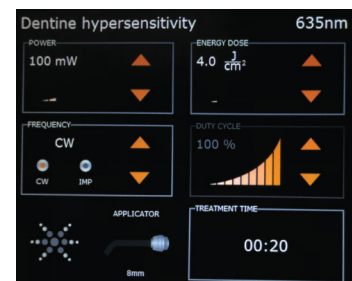 Dentine hypersensitivity 635nm
POWER
100 mW
ENERGY DOSE
4.0 J/cm²
FREQUENCY
CW
CW IMP
DUTY CYCLE
100 %
APPLICATOR
8mm
TREATMENT TIME
00:20